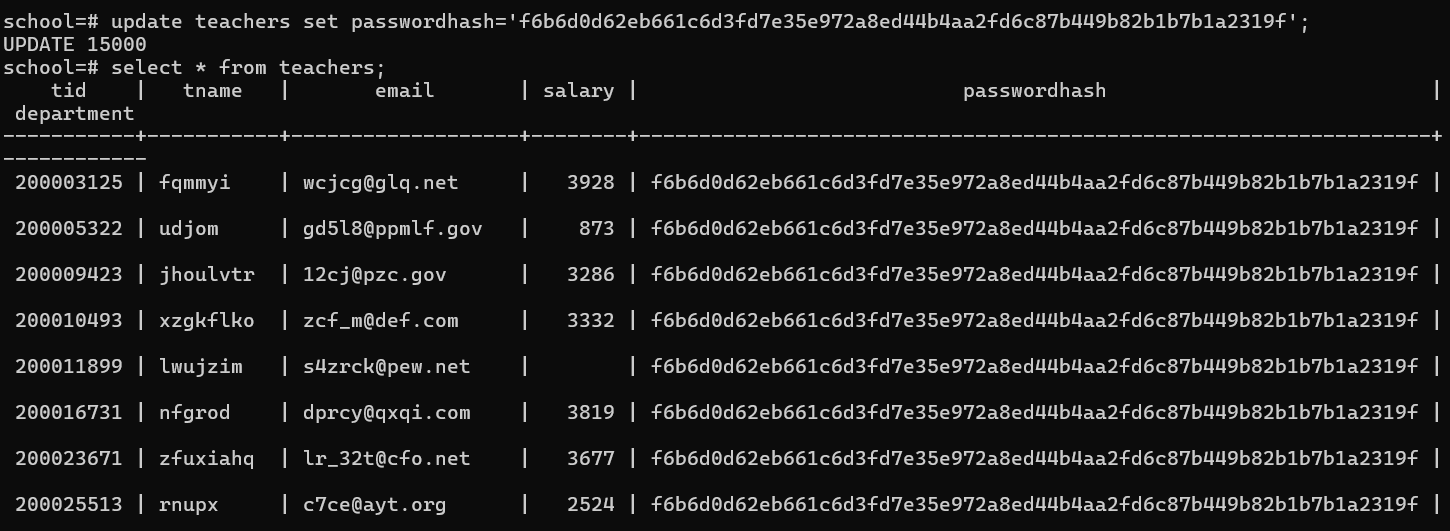 school=# update teachers set passwordhash='f6b6d0d62eb661c6d3fd7e35e972a8ed44b4aa2fd6c87b449b82b1b7b1a2319f';
UPDATE 15000
school=# select * from teachers;
    tid    |   tname   |       email       | salary |                           passwordhash                           |
 department
-----------+-----------+-------------------+--------+------------------------------------------------------------------+
------------
 200003125 | fqmmyi    | wcjcg@glq.net     |   3928 | f6b6d0d62eb661c6d3fd7e35e972a8ed44b4aa2fd6c87b449b82b1b7b1a2319f |
 200005322 | udjom     | gd5l8@ppmlf.gov   |    873 | f6b6d0d62eb661c6d3fd7e35e972a8ed44b4aa2fd6c87b449b82b1b7b1a2319f |
 200009423 | jhoulvtr  | 12cj@pzc.gov      |   3286 | f6b6d0d62eb661c6d3fd7e35e972a8ed44b4aa2fd6c87b449b82b1b7b1a2319f |
 200010493 | xzgkflko  | zcf_m@def.com     |   3332 | f6b6d0d62eb661c6d3fd7e35e972a8ed44b4aa2fd6c87b449b82b1b7b1a2319f |
 200011899 | lwujzim   | s4zrck@pew.net    |        | f6b6d0d62eb661c6d3fd7e35e972a8ed44b4aa2fd6c87b449b82b1b7b1a2319f |
 200016731 | nfgrod    | dprcy@qxqi.com    |   3819 | f6b6d0d62eb661c6d3fd7e35e972a8ed44b4aa2fd6c87b449b82b1b7b1a2319f |
 200023671 | zfuxiahq  | lr_32t@cfo.net    |   3677 | f6b6d0d62eb661c6d3fd7e35e972a8ed44b4aa2fd6c87b449b82b1b7b1a2319f |
 200025513 | rnupx     | c7ce@ayt.org      |   2524 | f6b6d0d62eb661c6d3fd7e35e972a8ed44b4aa2fd6c87b449b82b1b7b1a2319f |